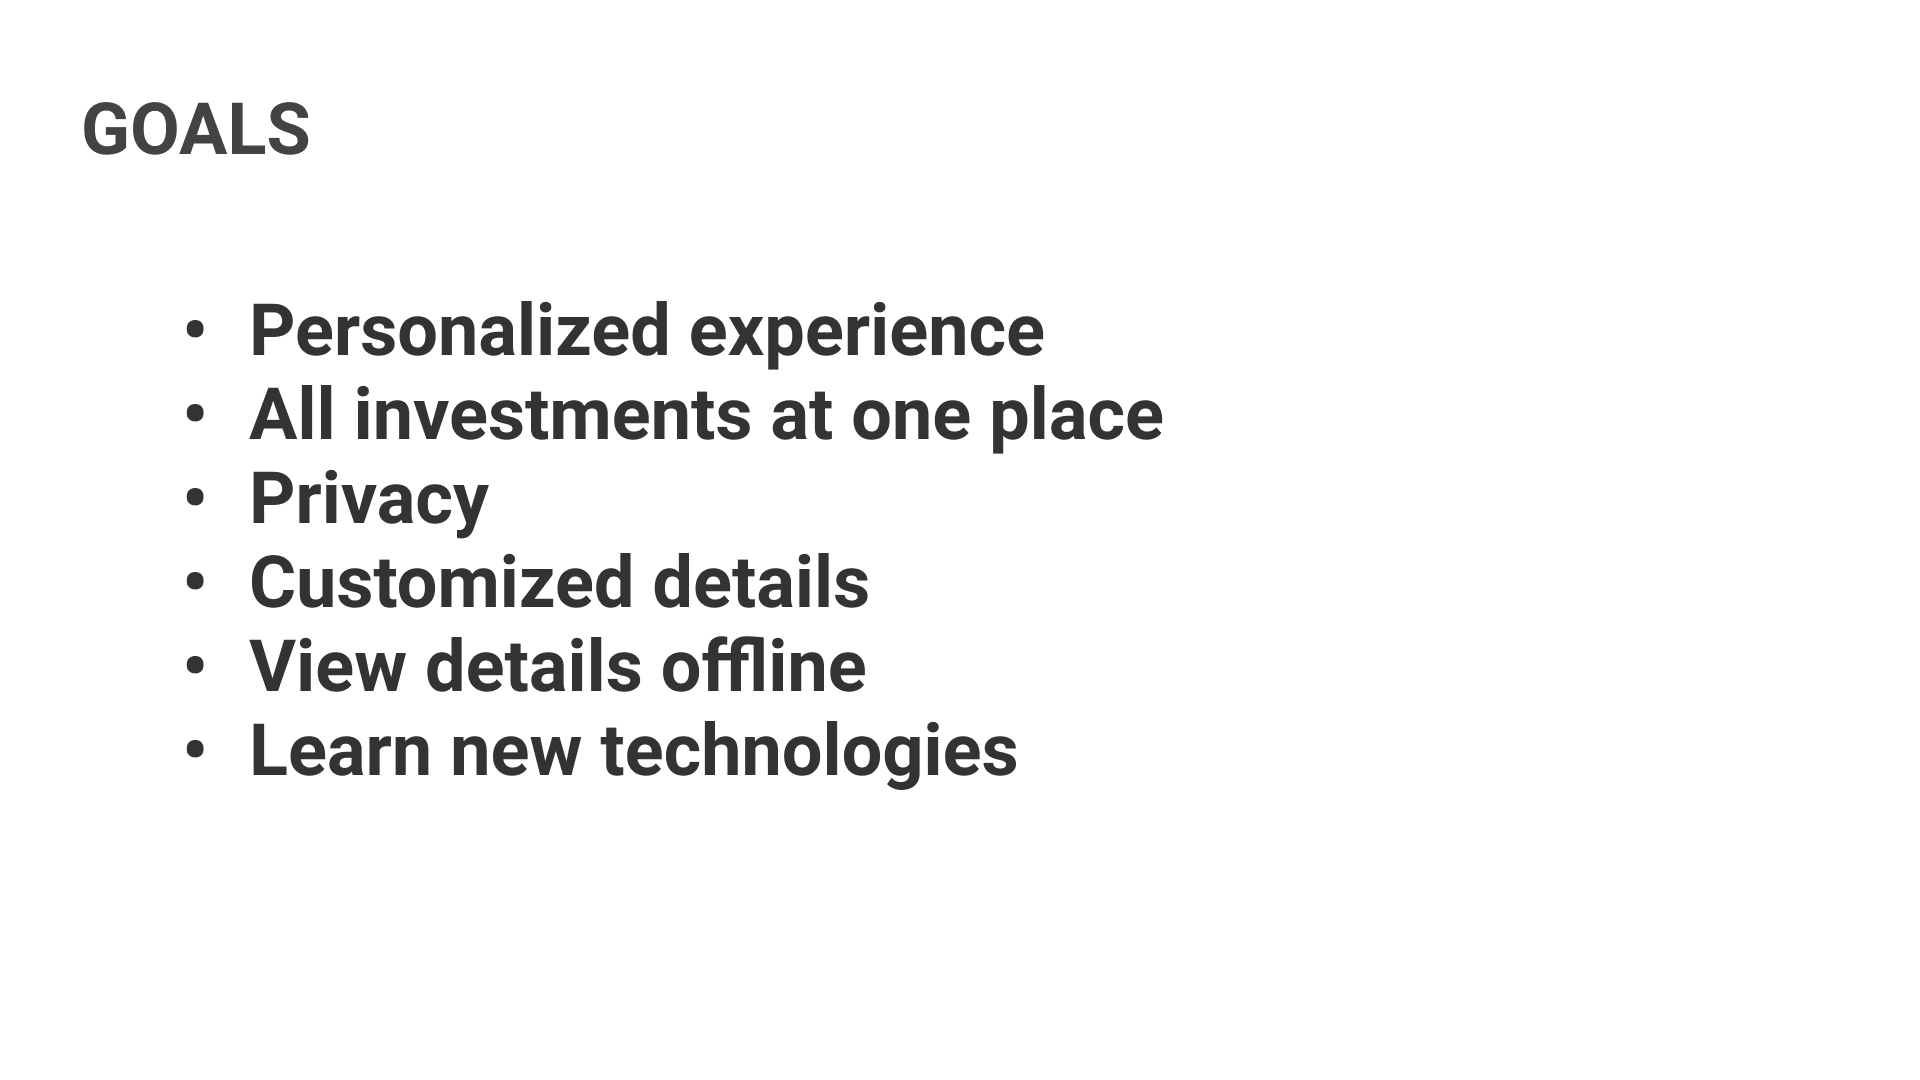 GOALS
• Personalized experience
• All investments at one place
• Privacy
• Customized details
• View details offline
• Learn new technologies